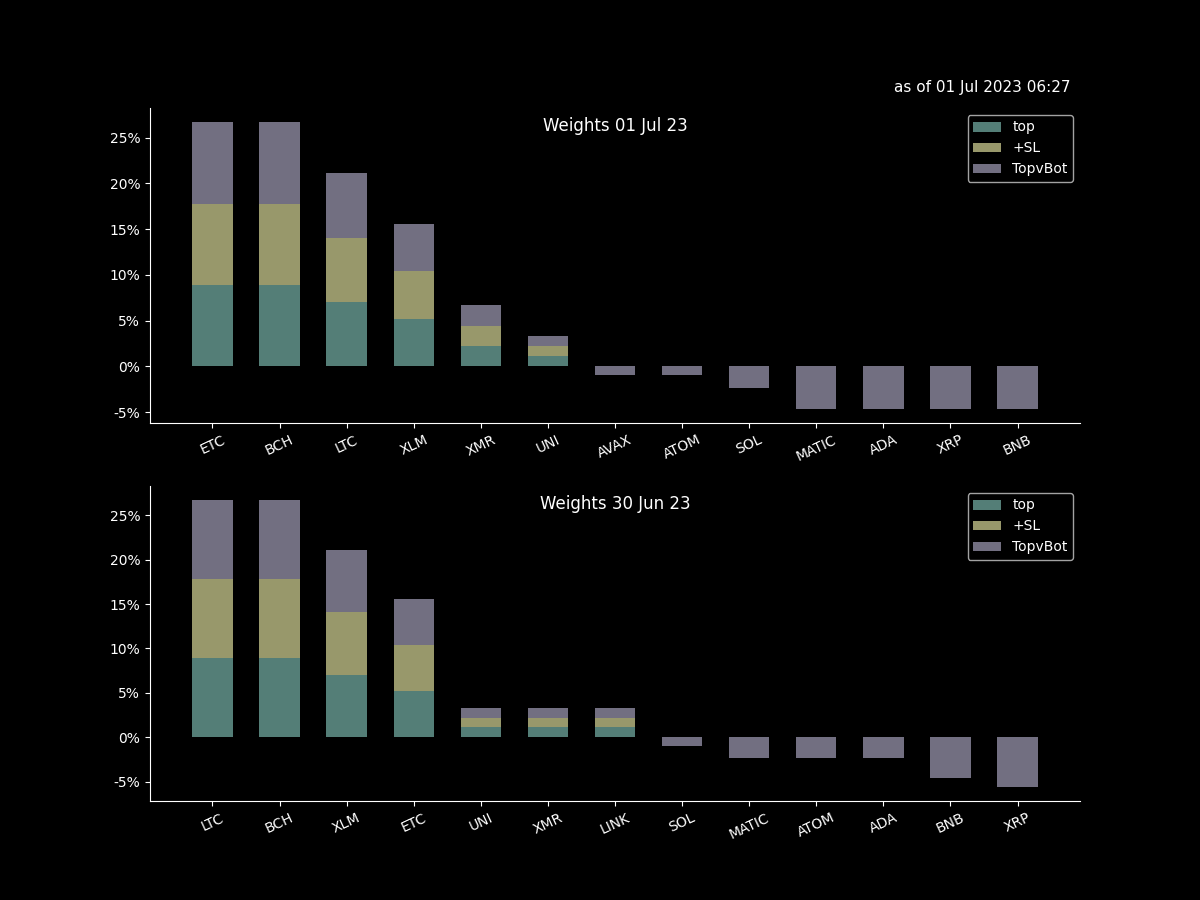 as of 01 Jul 2023 06:27
Weights 01 Jul 23
top
+SL
TopvBot
25%
20%
15%
10%
5%
0%
-5%
ETC BCH LTC XLM XMR UNI AVAX ATOM SOL MATIC ADA XRP BNB
Weights 30 Jun 23
top
+SL
TopvBot
25%
20%
15%
10%
5%
0%
-5%
LTC BCH XLM ETC UNI XMR LINK SOL MATIC ATOM ADA BNB XRP